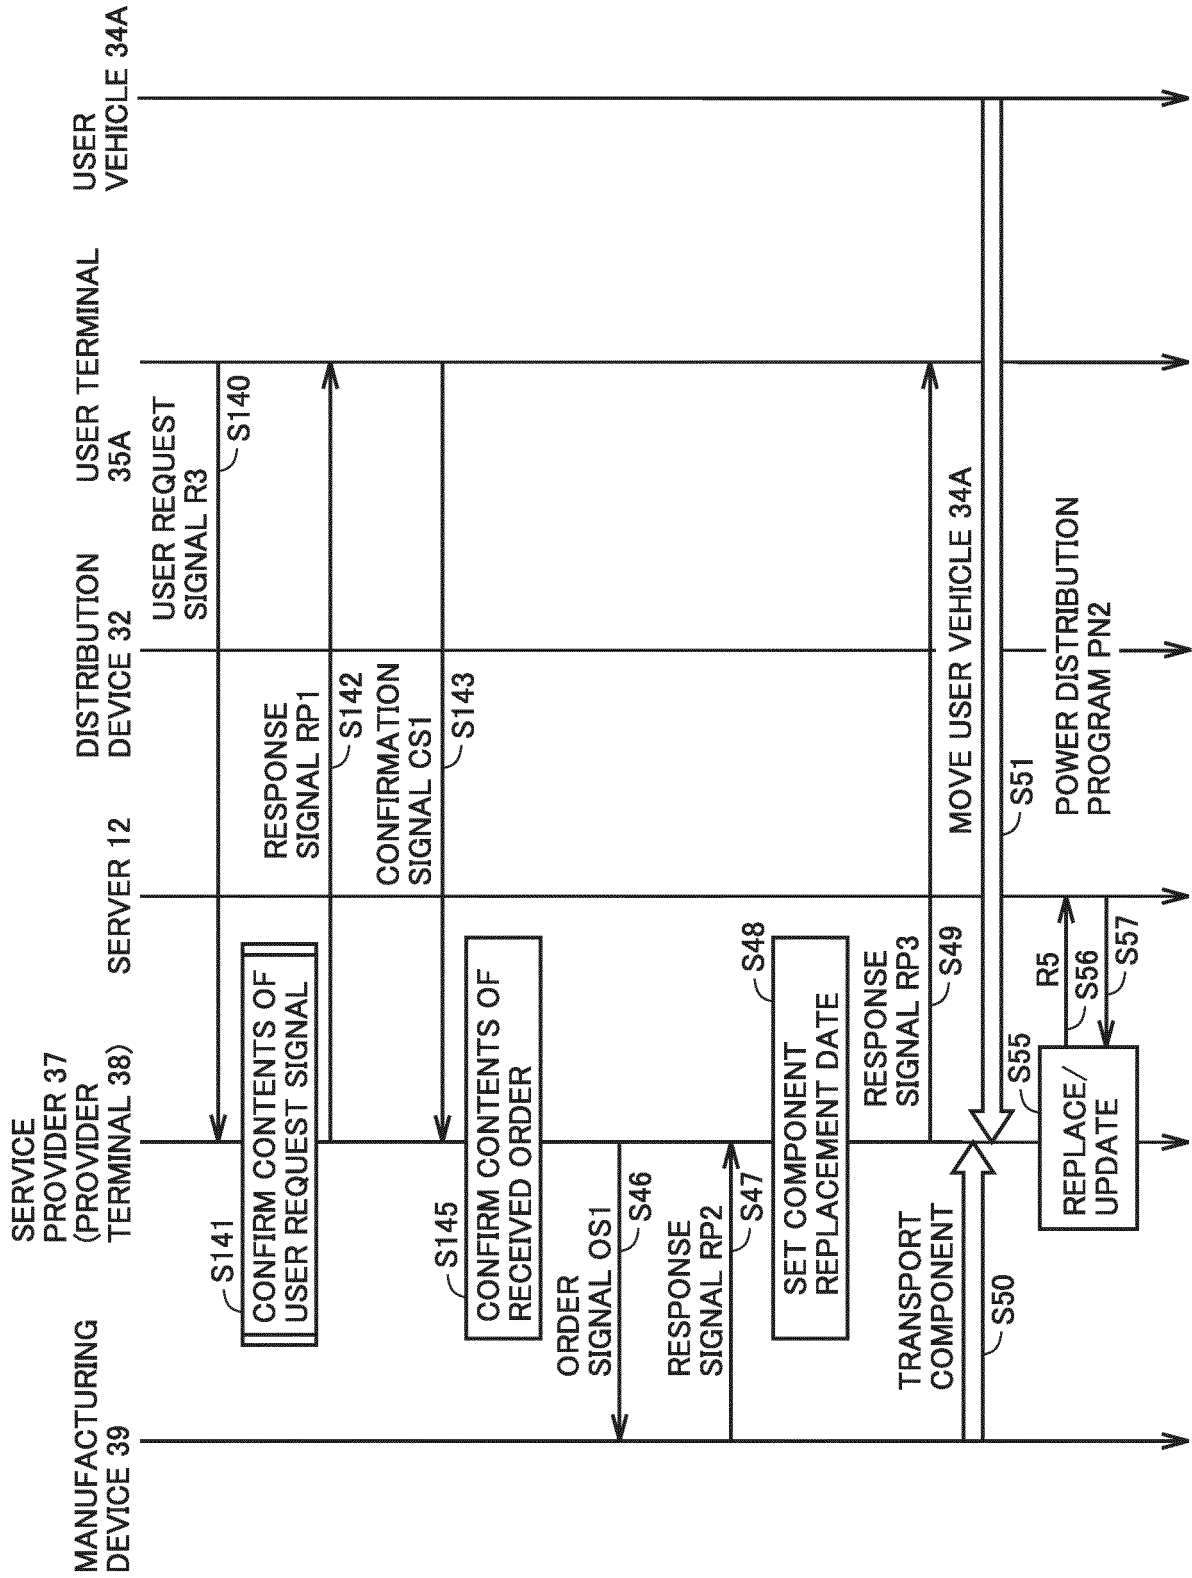 MANUFACTURING
DEVICE 39
SERVICE
PROVIDER 37
(PROVIDER
TERMINAL 38)
SERVER 12
DISTRIBUTION
DEVICE 32
USER TERMINAL
35A
USER
VEHICLE 34A
USER REQUEST
SIGNAL R3
S140
S141
CONFIRM CONTENTS OF
USER REQUEST SIGNAL
RESPONSE
SIGNAL RP1
S142
CONFIRMATION
SIGNAL CS1
S143
S145
CONFIRM CONTENTS OF
RECEIVED ORDER
ORDER
SIGNAL OS1
S46
RESPONSE
SIGNAL RP2
S47
S48
SET COMPONENT
REPLACEMENT DATE
RESPONSE
SIGNAL RP3
S49
TRANSPORT
COMPONENT
S50
MOVE USER VEHICLE 34A
S51
S55
REPLACE/
UPDATE
R5
S56
S57
POWER DISTRIBUTION
PROGRAM PN2